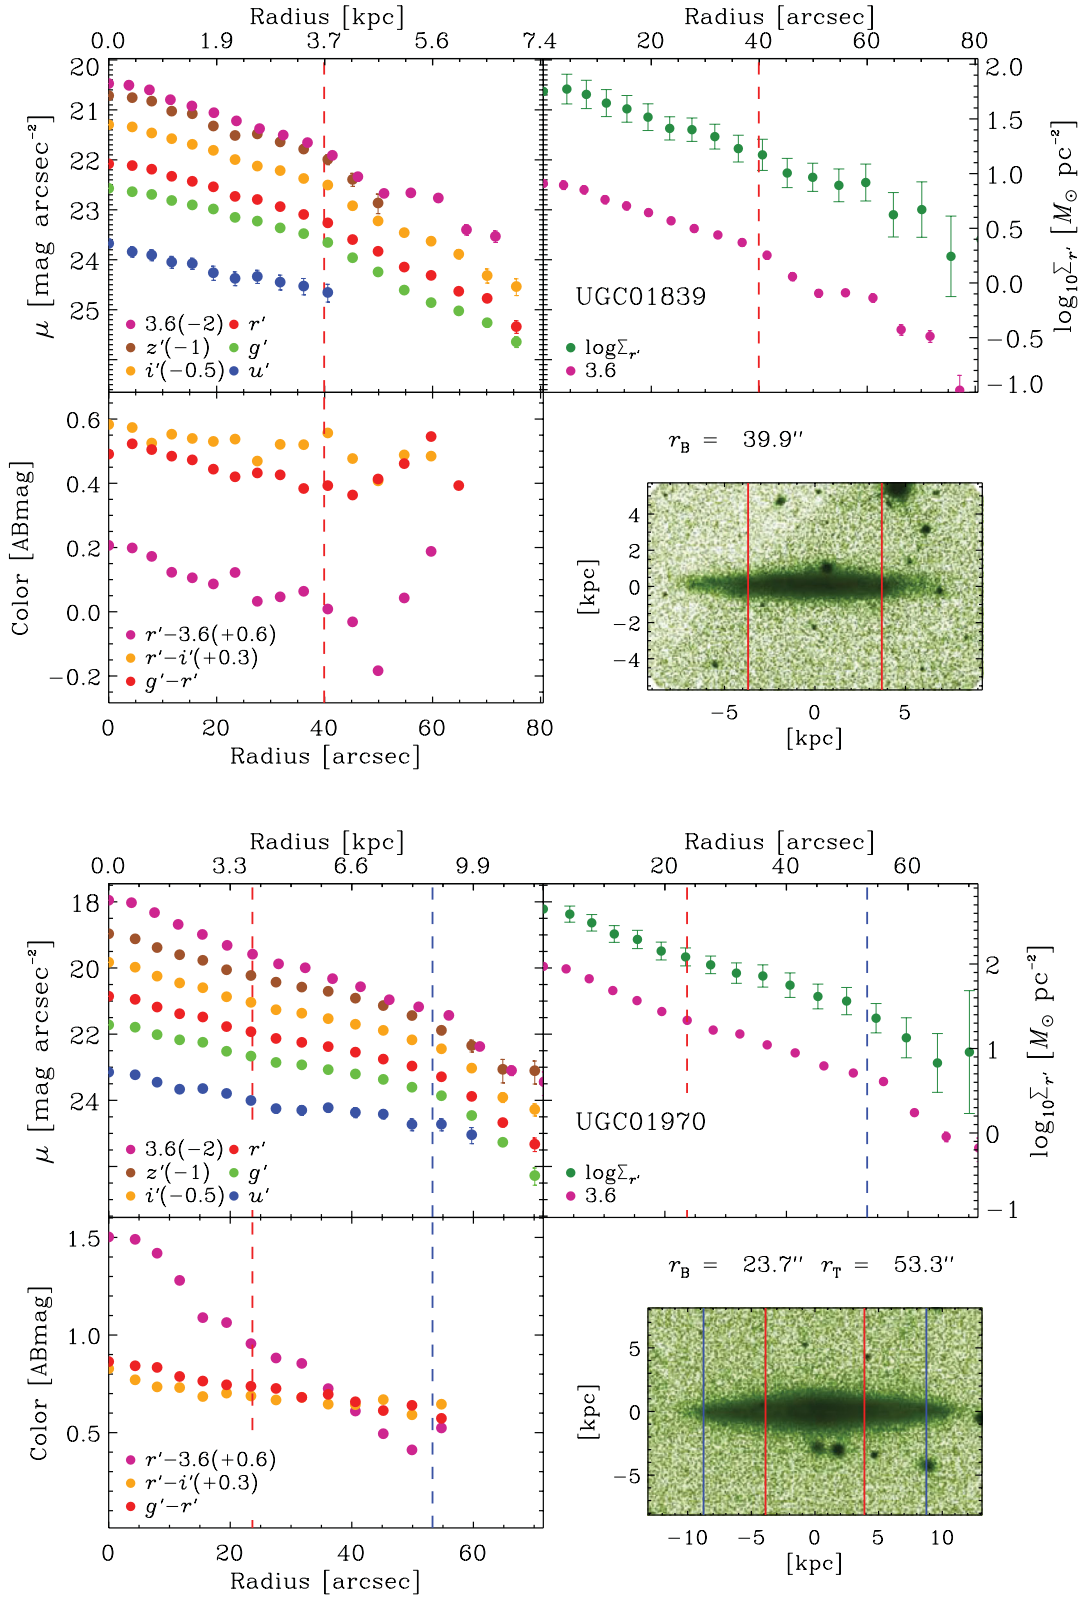 Radius [kpc]
Radius [arcsec]
0.0 1.9 3.7 5.6 7.4
20 40 60 80
20
21
22
23
24
25
μ [mag arcsec⁻²]
2.0
1.5
1.0
0.5
0.0
−0.5
−1.0
log₁₀Σr′ [M⊙ pc⁻²]
3.6(−2) r′
z′(−1) g′
i′(−0.5) u′
UGC01839
logΣr′
3.6
0.6
0.4
0.2
0.0
−0.2
Color [ABmag]
r′−3.6(+0.6)
r′−i′(+0.3)
g′−r′
0 20 40 60 80
Radius [arcsec]
rB = 39.9″
4
2
0
−2
−4
[kpc]
−5 0 5
[kpc]
Radius [kpc]
Radius [arcsec]
0.0 3.3 6.6 9.9
20 40 60
18
20
22
24
μ [mag arcsec⁻²]
2
1
0
−1
log₁₀Σr′ [M⊙ pc⁻²]
3.6(−2) r′
z′(−1) g′
i′(−0.5) u′
UGC01970
logΣr′
3.6
1.5
1.0
0.5
Color [ABmag]
r′−3.6(+0.6)
r′−i′(+0.3)
g′−r′
0 20 40 60
Radius [arcsec]
rB = 23.7″ rT = 53.3″
5
0
−5
[kpc]
−10 −5 0 5 10
[kpc]